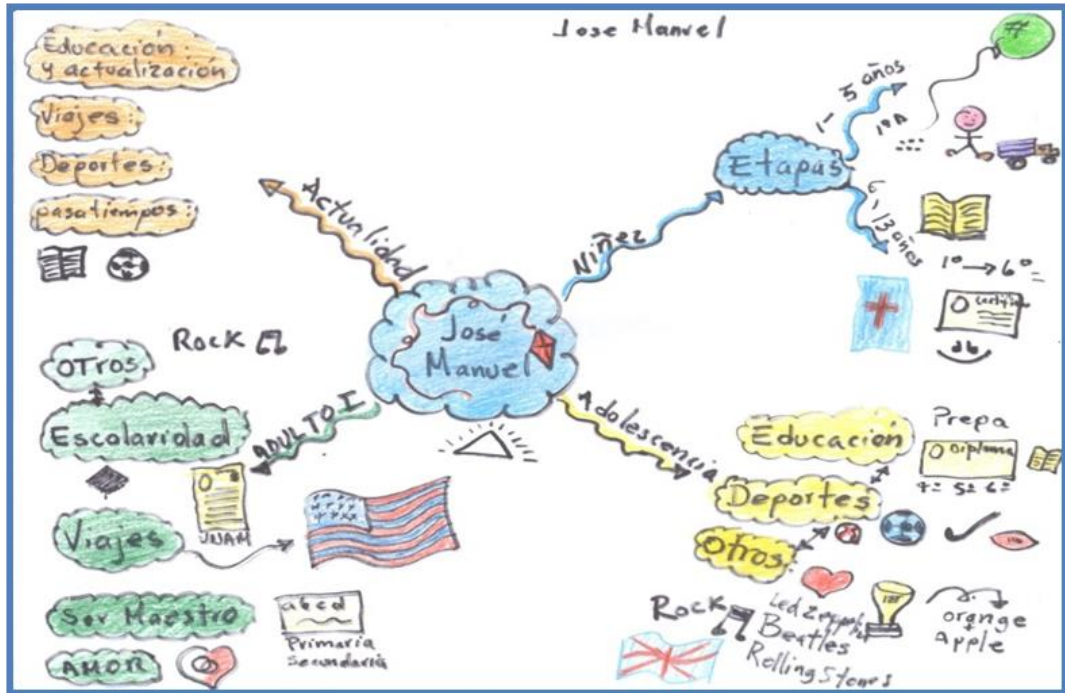 José Manuel
Educación:
y actualización
Viajes:
Deportes:
pasatiempos:
Actualidad
José
Manuel
Niñez
Etapas
1-5 años
6, 13 años
1º → 6º
Adolescencia
Educación
Prepa
Diploma
4º 5º 6º
Deportes
Otros
Rock
Led Zeppelin
Beatles
Rolling Stones
orange
+
Apple
ADULTO I
Rock
OTros
Escolaridad
UNAM
Viajes
Ser Maestro
abcd
Primaria
Secundaria
AMOR